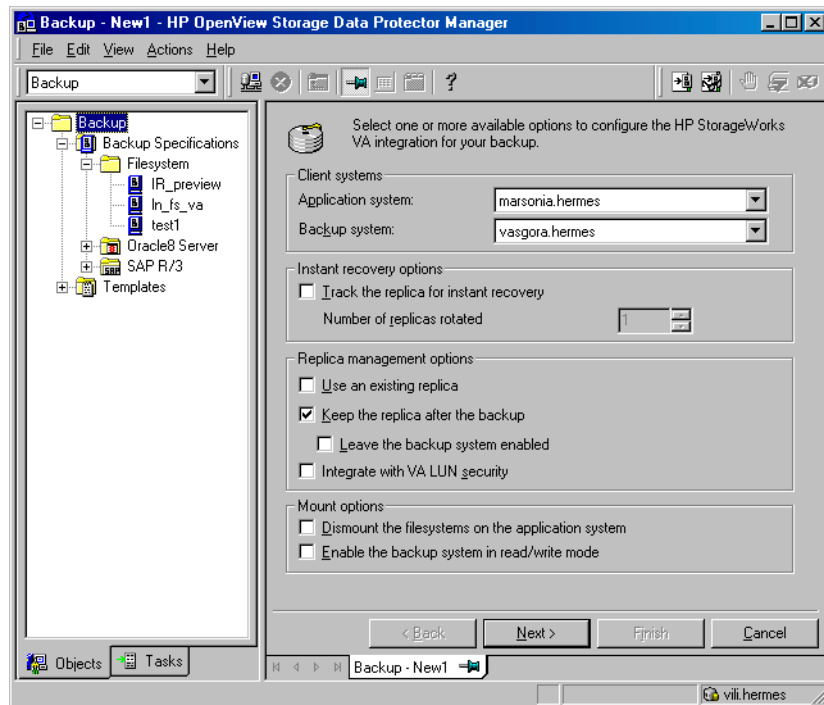 Backup - New1 - HP OpenView Storage Data Protector Manager
File Edit View Actions Help
Backup
?
Backup
Backup Specifications
Filesystem
IR_preview
ln_fs_va
test1
Oracle8 Server
SAP R/3
Templates
Objects
Tasks
Select one or more available options to configure the HP StorageWorks
VA integration for your backup.
Client systems
Application system: marsonia.hermes
Backup system: vasgora.hermes
Instant recovery options
Track the replica for instant recovery
Number of replicas rotated 1
Replica management options
Use an existing replica
Keep the replica after the backup
Leave the backup system enabled
Integrate with VA LUN security
Mount options
Dismount the filesystems on the application system
Enable the backup system in read/write mode
< Back Next > Finish Cancel
Backup - New1
vili.hermes